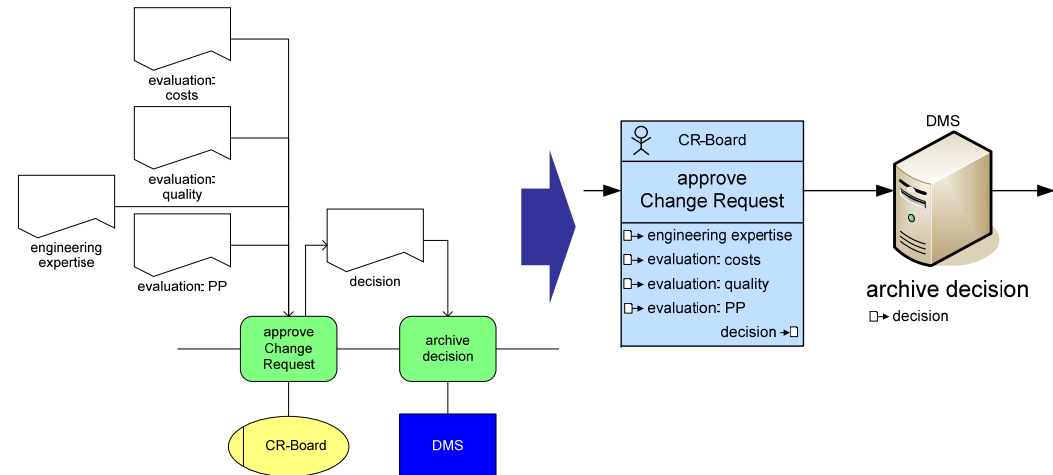 evaluation:
costs
evaluation:
quality
engineering
expertise
evaluation: PP
decision
approve
Change
Request
archive
decision
CR-Board
DMS
CR-Board
approve
Change Request
engineering expertise
evaluation: costs
evaluation: quality
evaluation: PP
decision
DMS
archive decision
decision